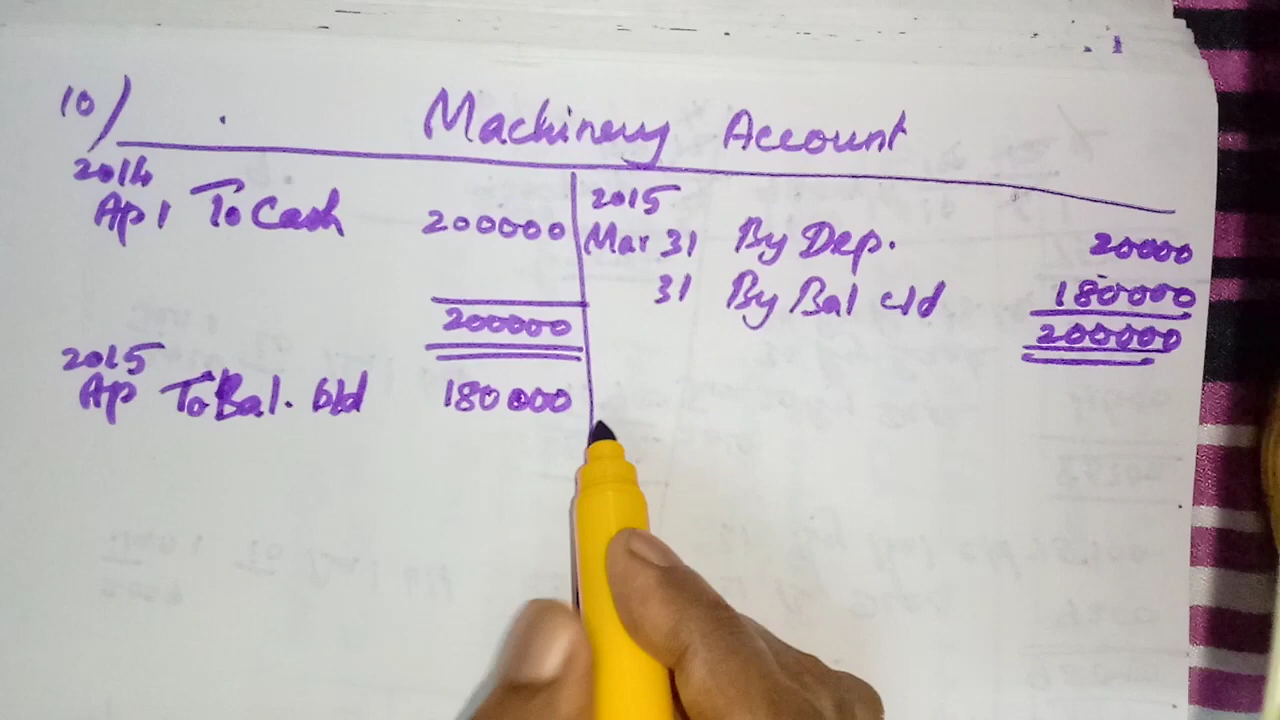 10/ Machinery Account
2014
Ap 1 To Cash 200000
200000
2015
Ap To Bal. b/d 180000
2015
Mar 31 By Dep. 20000
31 By Bal c/d 180000
200000